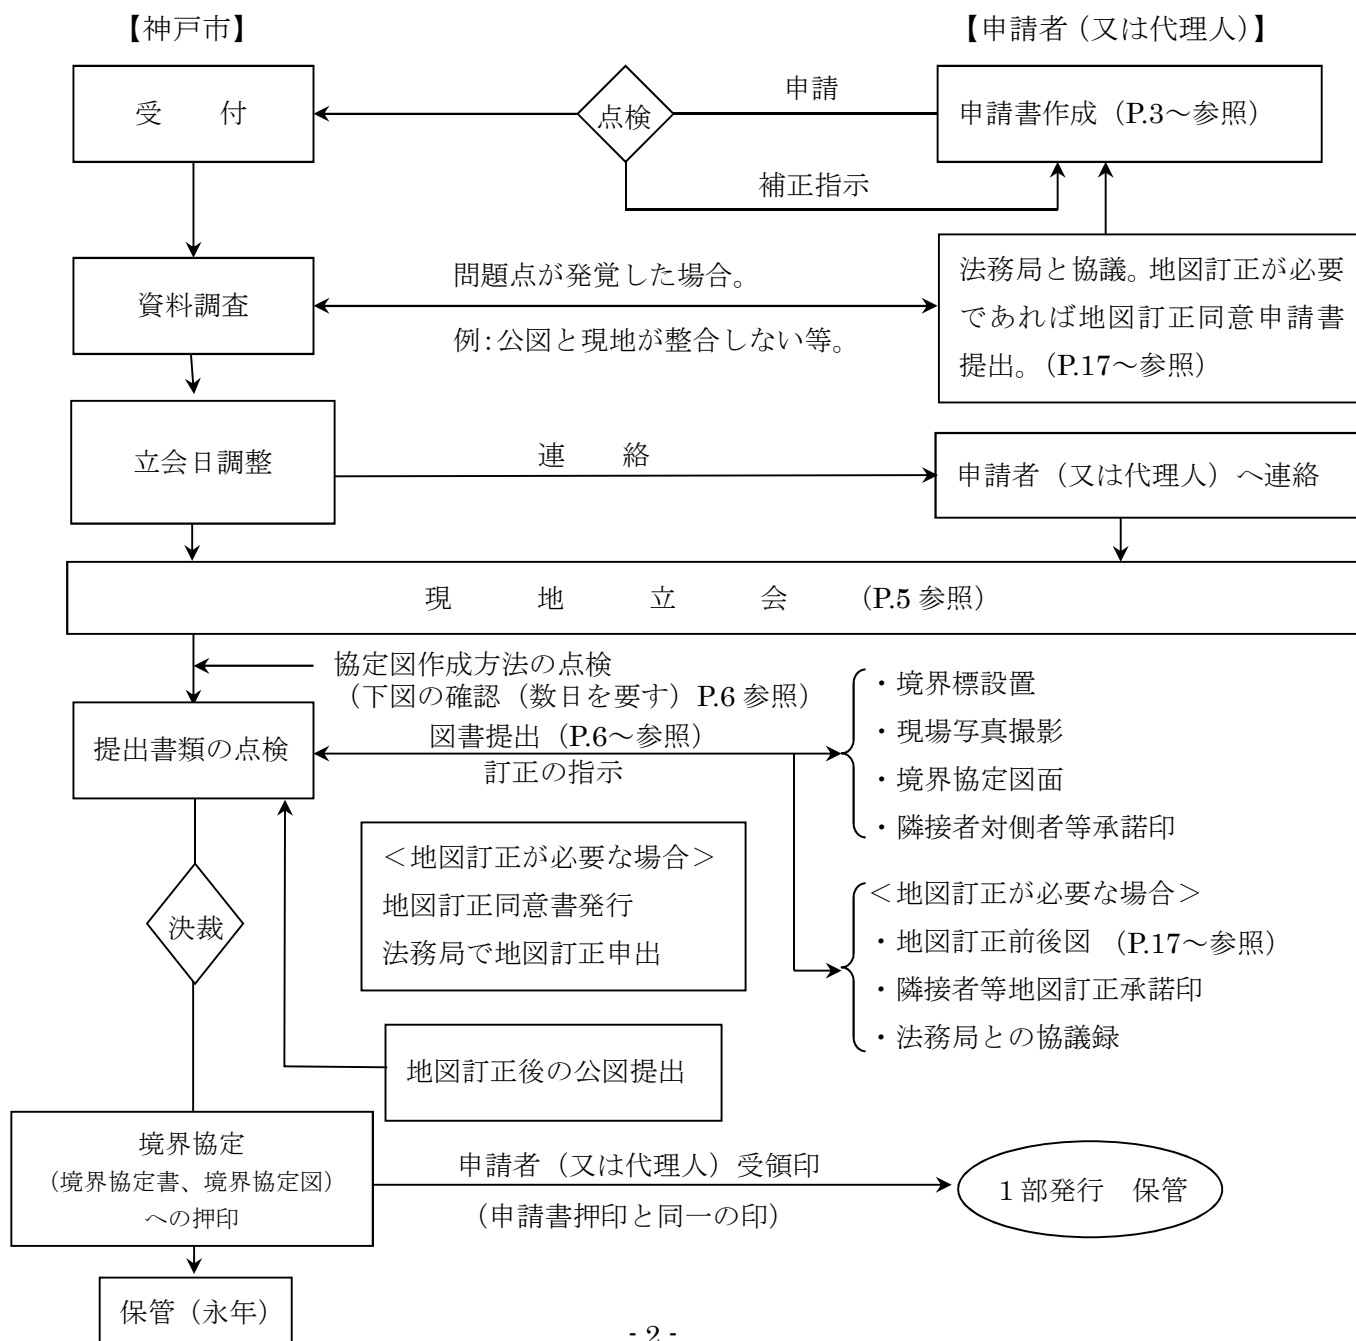 【神戸市】
【申請者（又は代理人）】
受　付
点検
申請
申請書作成（P.3～参照）
補正指示
資料調査
問題点が発覚した場合。
例：公図と現地が整合しない等。
法務局と協議。地図訂正が必要
であれば地図訂正同意申請書
提出。（P.17～参照）
立会日調整
連　絡
申請者（又は代理人）へ連絡
現　地　立　会　（P.5 参照）
協定図作成方法の点検
（下図の確認（数日を要す）P.6 参照）
提出書類の点検
図書提出（P.6～参照）
訂正の指示
・境界標設置
・現場写真撮影
・境界協定図面
・隣接者対側者等承諾印
＜地図訂正が必要な場合＞
地図訂正同意書発行
法務局で地図訂正申出
＜地図訂正が必要な場合＞
・地図訂正前後図　（P.17～参照）
・隣接者等地図訂正承諾印
・法務局との協議録
決裁
地図訂正後の公図提出
境界協定
（境界協定書、境界協定図）
への押印
申請者（又は代理人）受領印
（申請書押印と同一の印）
１部発行　保管
保管（永年）
- 2 -